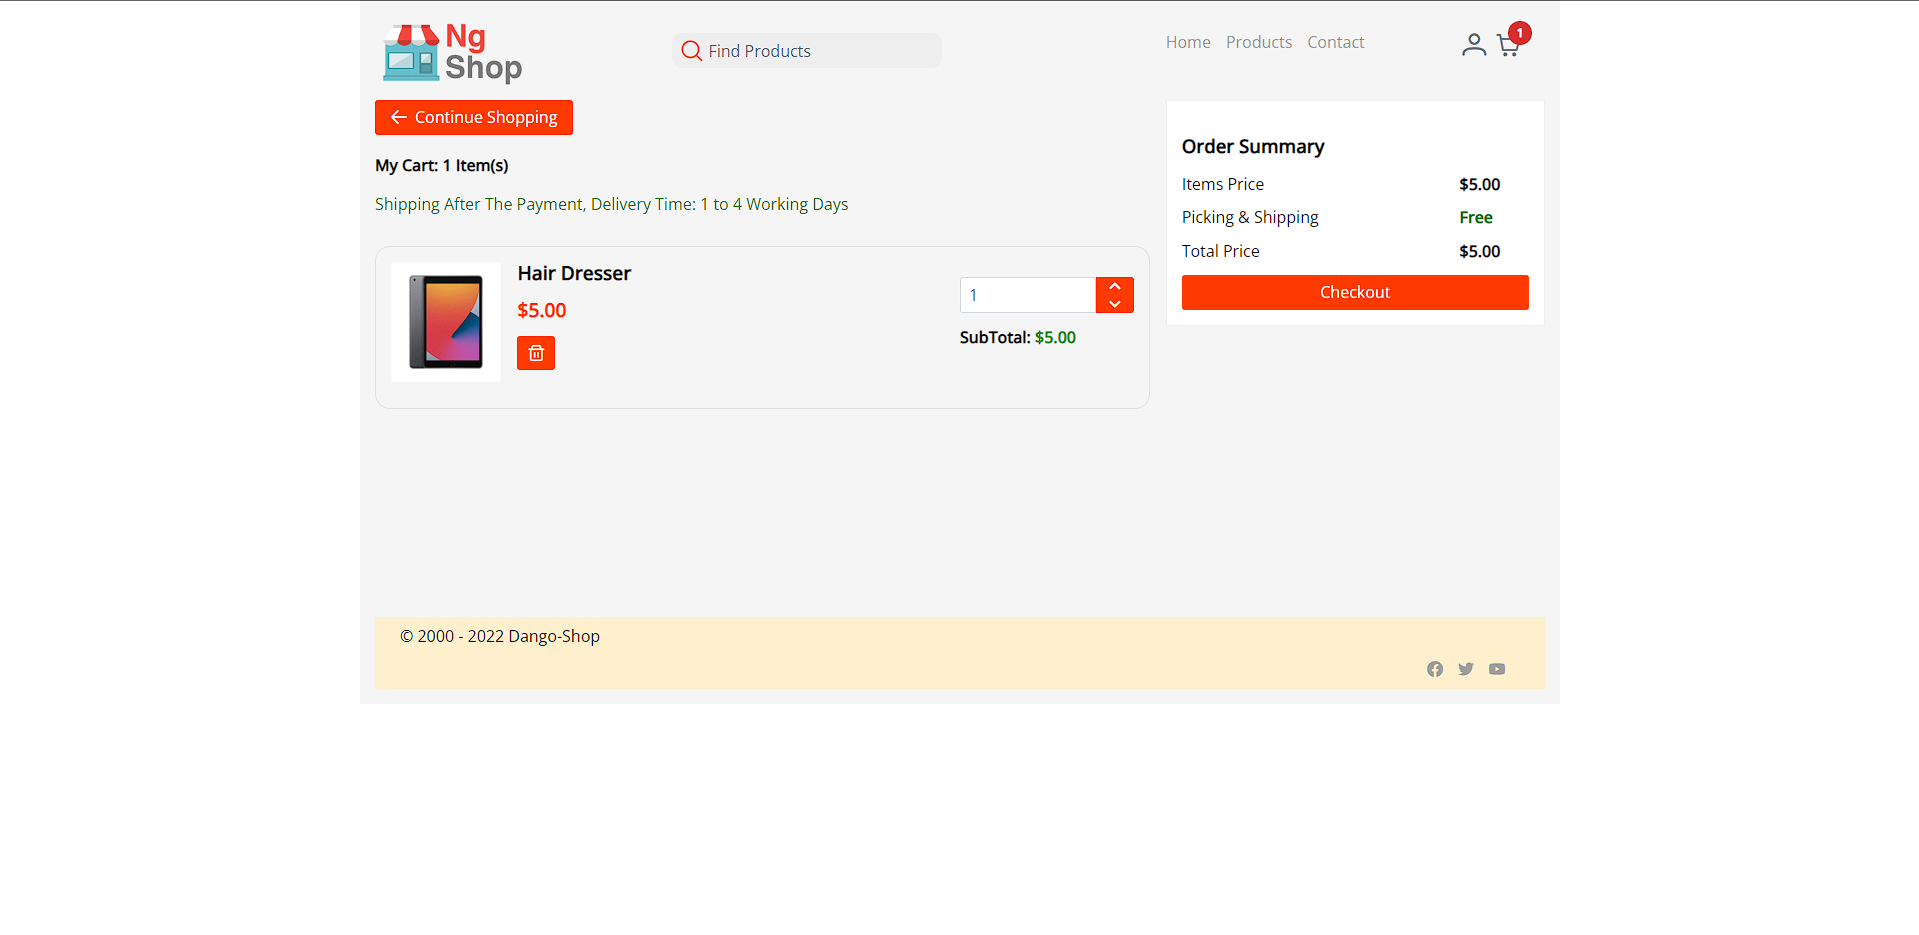 Ng
Shop
Find Products
Home Products Contact
1
Continue Shopping
My Cart: 1 Item(s)
Shipping After The Payment, Delivery Time: 1 to 4 Working Days
Hair Dresser
$5.00
1
SubTotal: $5.00
Order Summary
Items Price $5.00
Picking & Shipping Free
Total Price $5.00
Checkout
© 2000 - 2022 Dango-Shop